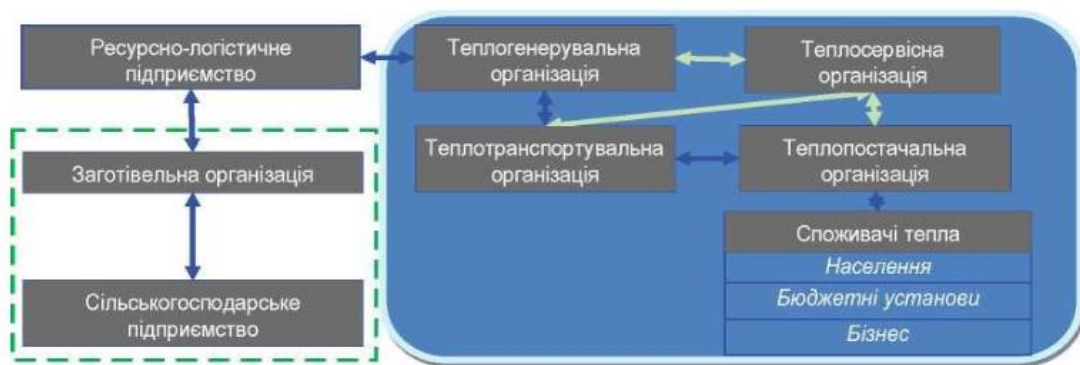 Ресурсно-логістичне
підприємство
Теплогенерувальна
організація
Теплосервісна
організація
Заготівельна організація
Теплотранспортувальна
організація
Теплопостачальна
організація
Споживачі тепла
Населення
Бюджетні установи
Бізнес
Сільськогосподарське
підприємство